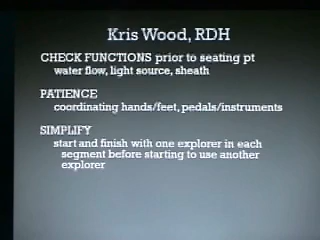 Kris Wood, RDH
CHECK FUNCTIONS prior to seating pt
water flow, light source, sheath
PATIENCE
coordinating hands/feet, pedals/instruments
SIMPLIFY
start and finish with one explorer in each
segment before starting to use another
explorer